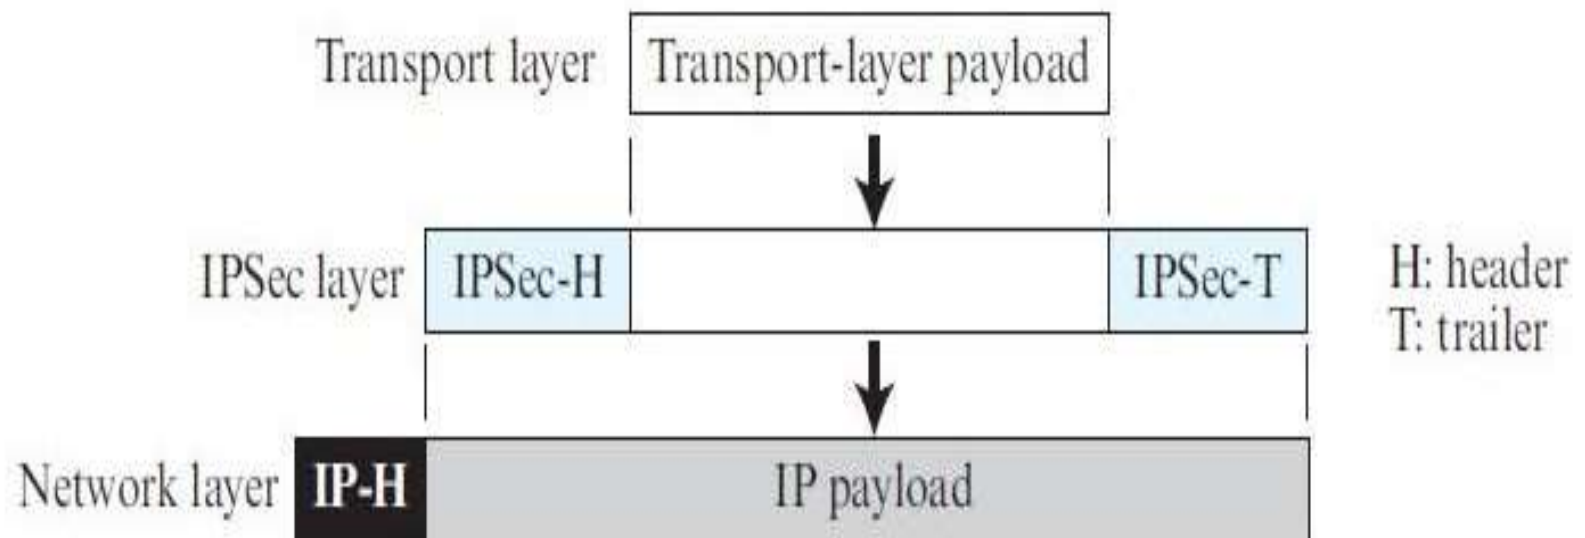 Transport layer
Transport-layer payload
IPSec layer
IPSec-H
IPSec-T
H: header
T: trailer
Network layer
IP-H
IP payload